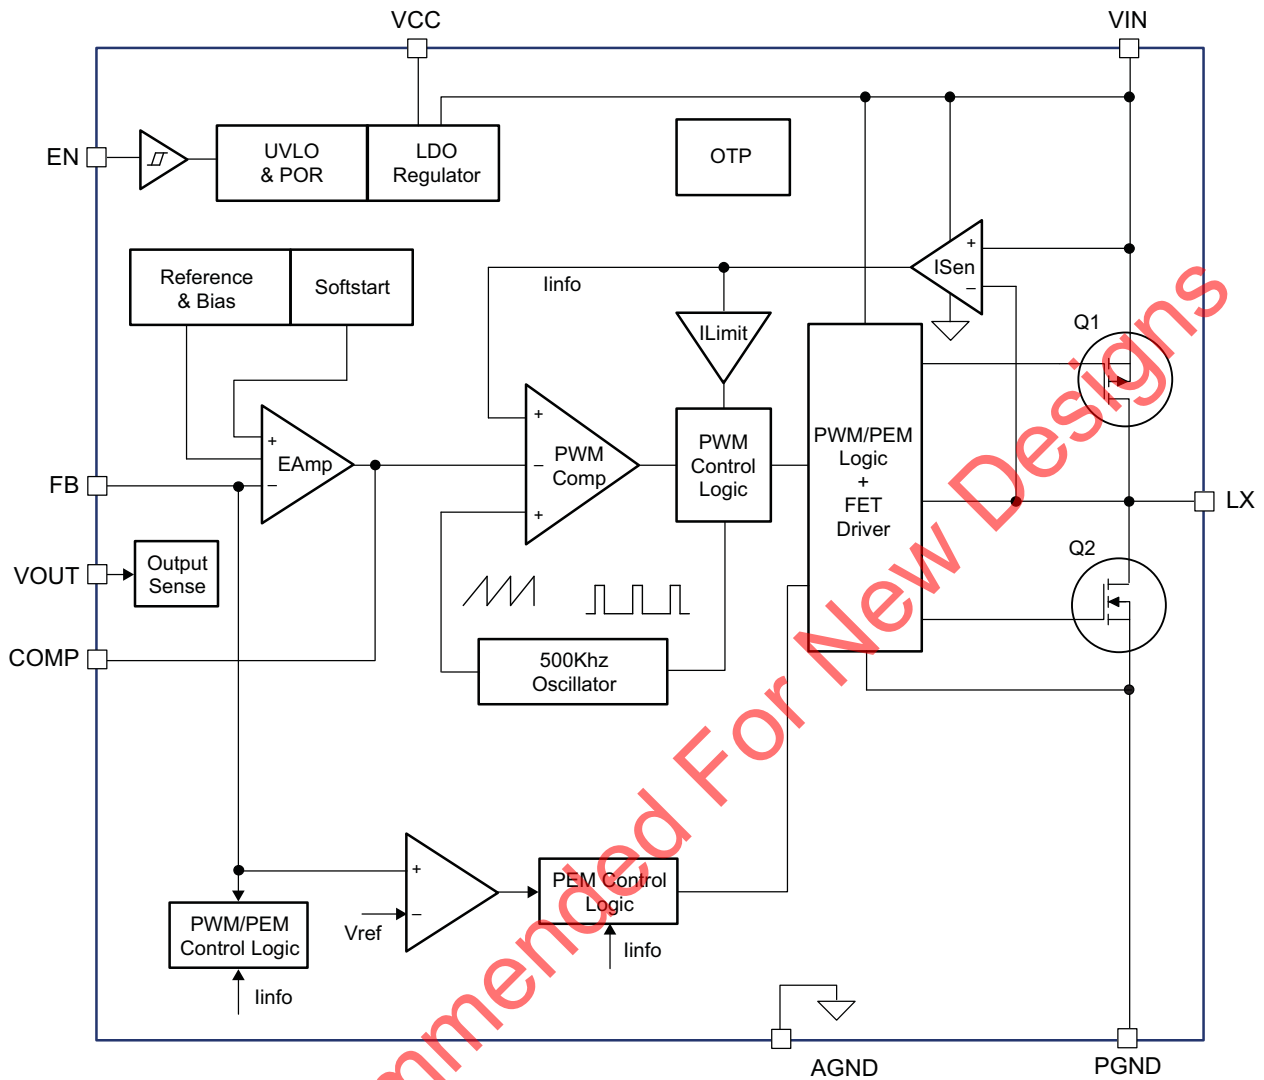 VCC
VIN
EN
UVLO
& POR
LDO
Regulator
OTP
Reference
& Bias
Softstart
Iinfo
+
ISen
−
ILimit
Q1
+
EAmp
−
+
−
PWM
Comp
+
PWM
Control
Logic
PWM/PEM
Logic
+
FET
Driver
FB
LX
VOUT
Output
Sense
Q2
COMP
500Khz
Oscillator
+
−
Vref
PEM Control
Logic
Iinfo
PWM/PEM
Control Logic
Iinfo
AGND
PGND
mmended For New Designs